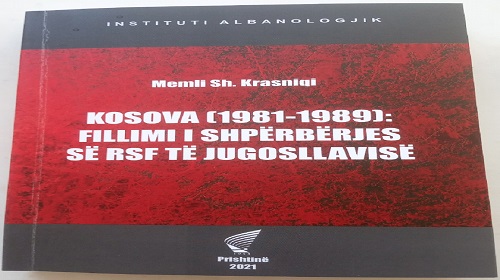 INSTITUTI ALBANOLOGJIK
Memli Sh. Krasniqi
KOSOVA (1981-1989):
FILLIMI I SHPËRBËRJES
SË RSF TË JUGOSLLAVISË
Prishtinë
2021